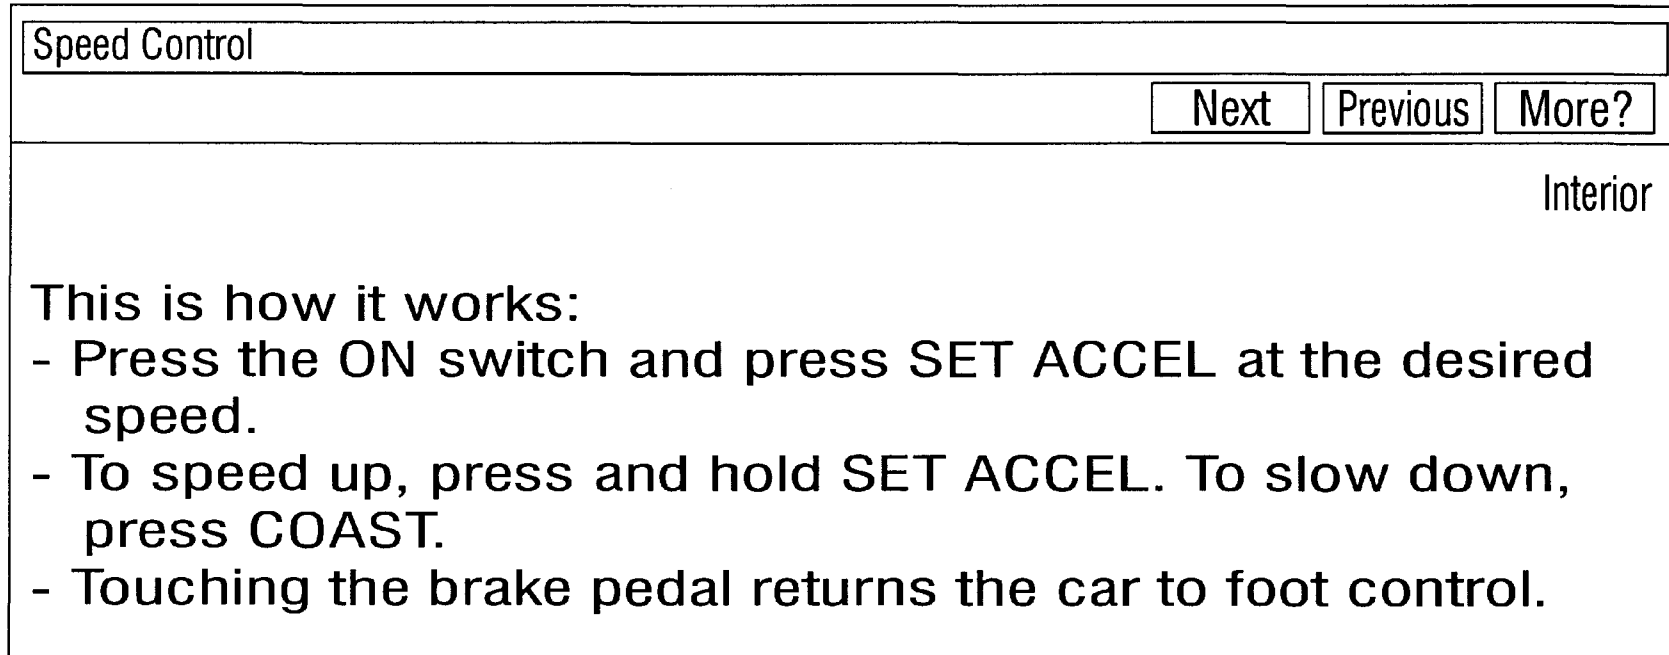 Speed Control
Next Previous More?
Interior
This is how it works:
- Press the ON switch and press SET ACCEL at the desired
speed.
- To speed up, press and hold SET ACCEL. To slow down,
press COAST.
- Touching the brake pedal returns the car to foot control.